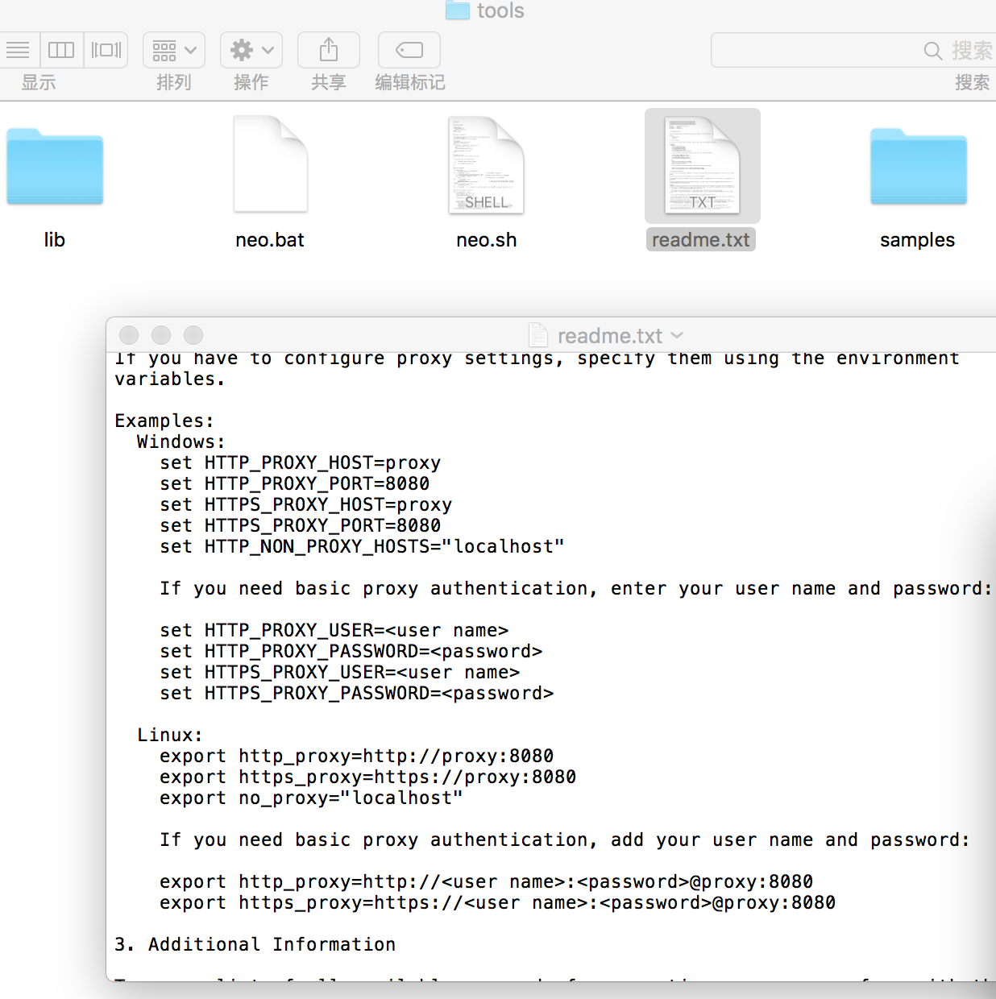 tools
搜索
显示
排列
操作
共享
编辑标记
搜索
SHELL
TXT
lib
neo.bat
neo.sh
readme.txt
samples
readme.txt
If you have to configure proxy settings, specify them using the environment
variables.
Examples:
Windows:
set HTTP_PROXY_HOST=proxy
set HTTP_PROXY_PORT=8080
set HTTPS_PROXY_HOST=proxy
set HTTPS_PROXY_PORT=8080
set HTTP_NON_PROXY_HOSTS="localhost"
If you need basic proxy authentication, enter your user name and password:
set HTTP_PROXY_USER=<user name>
set HTTP_PROXY_PASSWORD=<password>
set HTTPS_PROXY_USER=<user name>
set HTTPS_PROXY_PASSWORD=<password>
Linux:
export http_proxy=http://proxy:8080
export https_proxy=https://proxy:8080
export no_proxy="localhost"
If you need basic proxy authentication, add your user name and password:
export http_proxy=http://<user name>:<password>@proxy:8080
export https_proxy=https://<user name>:<password>@proxy:8080
3. Additional Information